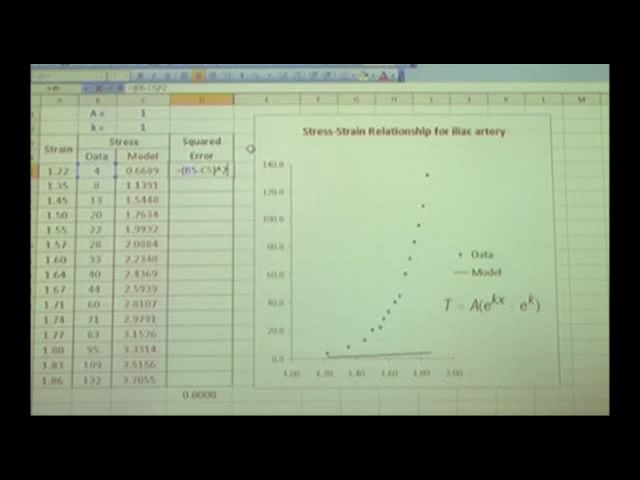 =(B5-C5)^2
A B C D E F G H I J K L M
A = 1
k = 1
Strain Stress Squared Error
Data Model
1.22 4 0.6689 =(B5-C5)^2
1.35 8 1.1391
1.45 13 1.5448
1.50 20 1.7634
1.55 22 1.9932
1.57 28 2.0884
1.60 33 2.2348
1.64 40 2.4369
1.67 44 2.5939
1.71 60 2.8107
1.74 71 2.9791
1.77 83 3.1526
1.80 95 3.3314
1.83 109 3.5156
1.86 132 3.7055
0.0000
Stress-Strain Relationship for iliac artery
140.0
120.0
100.0
80.0
60.0
40.0
20.0
0.0
1.00 1.20 1.40 1.60 1.80 2.00
Data
Model
T = A(e^kx - e^k)